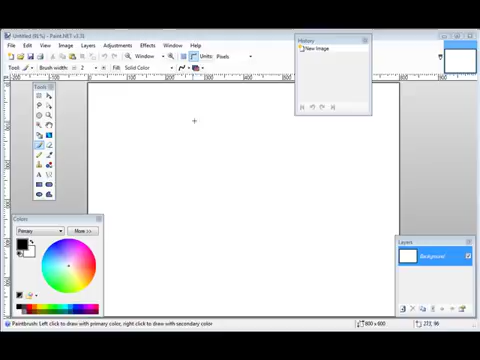 Untitled (81%) - Paint.NET v3.31
File Edit View Image Layers Adjustments Effects Window Help
Window Units: Pixels
Tool: Brush width: 2 Fill: Solid Color
History
New Image
Tools
Colors
Primary
More >>
Layers
Background
Paintbrush: Left click to draw with primary color, right click to draw with secondary color
800 x 600
273, 96